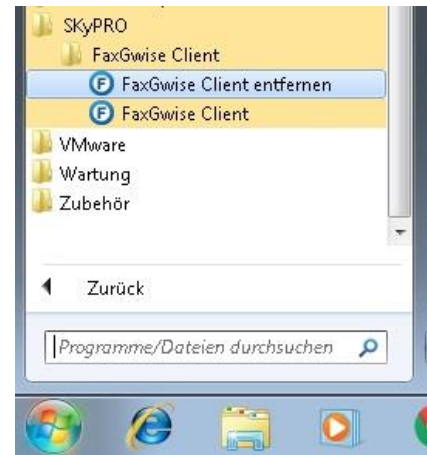 SKyPRO
FaxGwise Client
FaxGwise Client entfernen
FaxGwise Client
VMware
Wartung
Zubehör
Zurück
Programme/Dateien durchsuchen